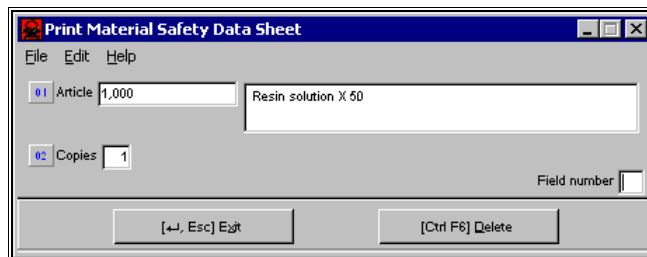 Print Material Safety Data Sheet
File Edit Help
01 Article 1,000 Resin solution X 50
02 Copies 1
Field number
[↵, Esc] Exit [Ctrl F6] Delete